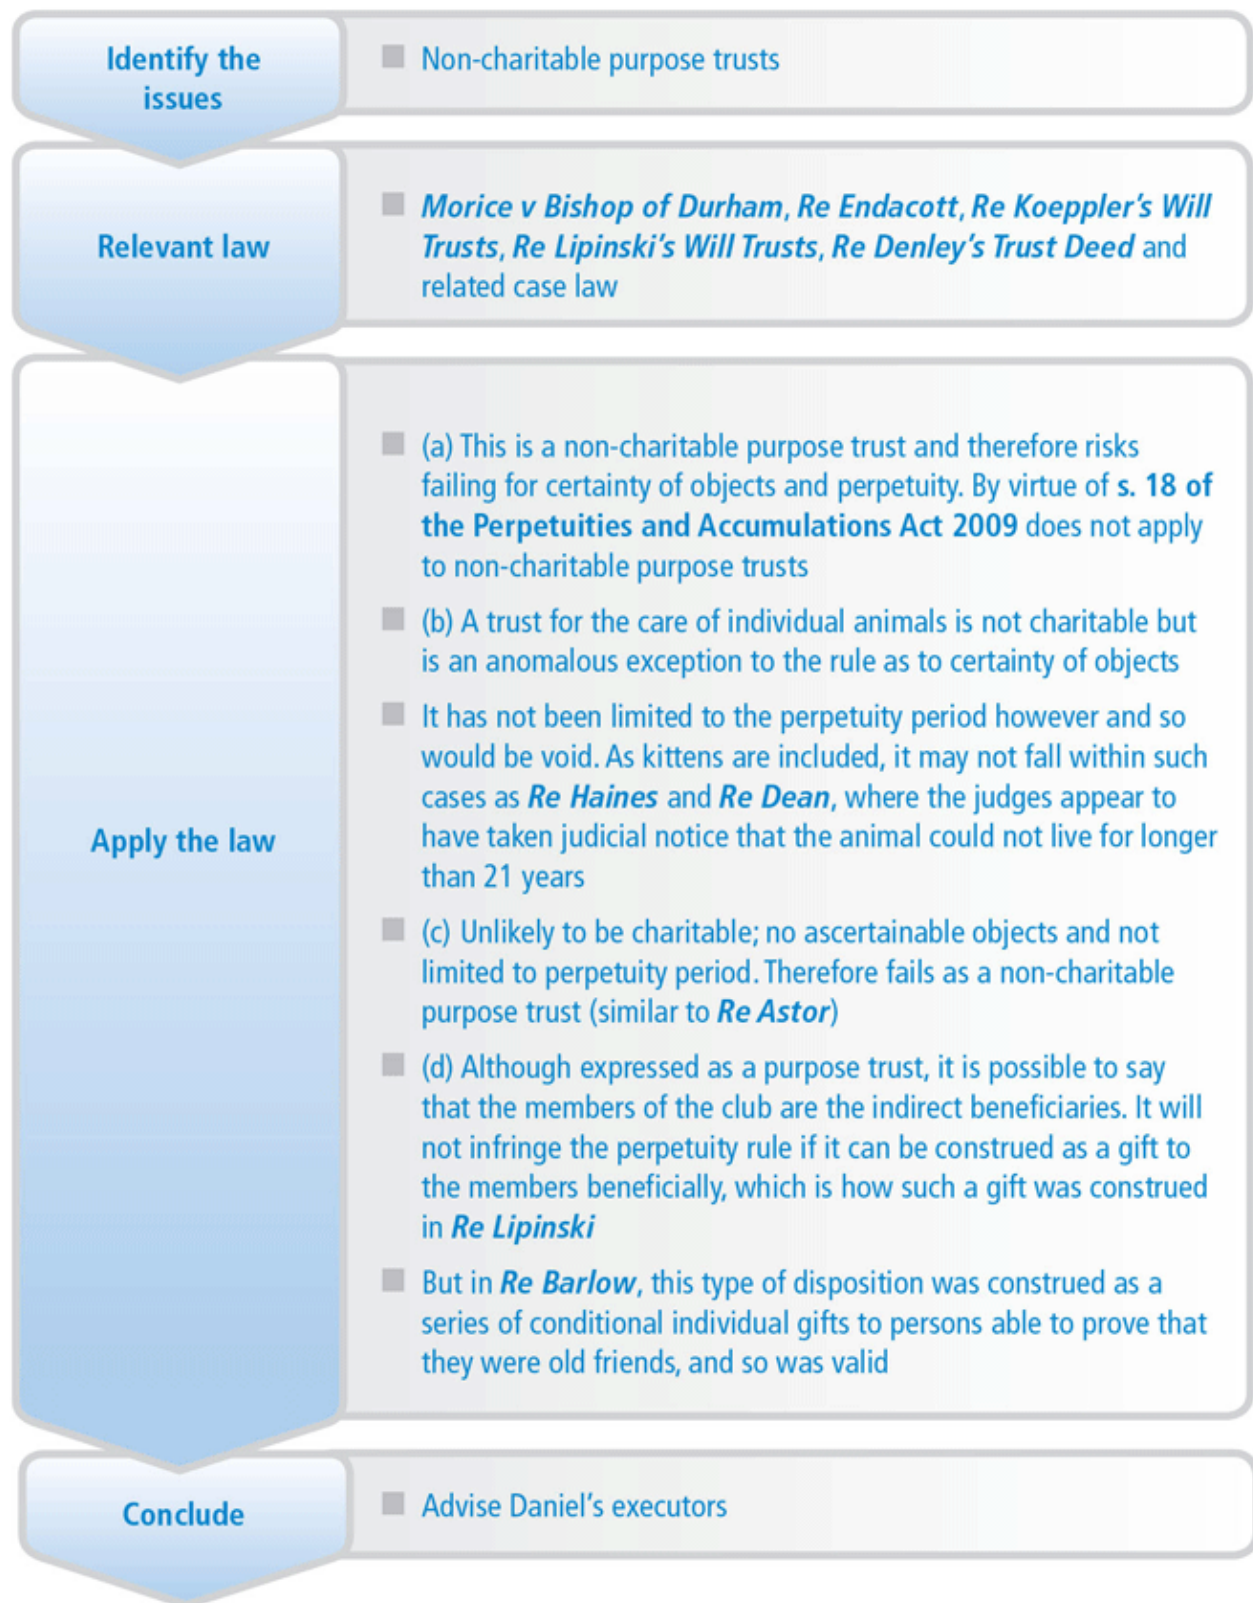 Identify the
issues
■ Non-charitable purpose trusts
Relevant law
■ Morice v Bishop of Durham, Re Endacott, Re Koeppler's Will
Trusts, Re Lipinski's Will Trusts, Re Denley's Trust Deed and
related case law
Apply the law
■ (a) This is a non-charitable purpose trust and therefore risks
failing for certainty of objects and perpetuity. By virtue of s. 18 of
the Perpetuities and Accumulations Act 2009 does not apply
to non-charitable purpose trusts
■ (b) A trust for the care of individual animals is not charitable but
is an anomalous exception to the rule as to certainty of objects
■ It has not been limited to the perpetuity period however and so
would be void. As kittens are included, it may not fall within such
cases as Re Haines and Re Dean, where the judges appear to
have taken judicial notice that the animal could not live for longer
than 21 years
■ (c) Unlikely to be charitable; no ascertainable objects and not
limited to perpetuity period. Therefore fails as a non-charitable
purpose trust (similar to Re Astor)
■ (d) Although expressed as a purpose trust, it is possible to say
that the members of the club are the indirect beneficiaries. It will
not infringe the perpetuity rule if it can be construed as a gift to
the members beneficially, which is how such a gift was construed
in Re Lipinski
■ But in Re Barlow, this type of disposition was construed as a
series of conditional individual gifts to persons able to prove that
they were old friends, and so was valid
Conclude
■ Advise Daniel's executors